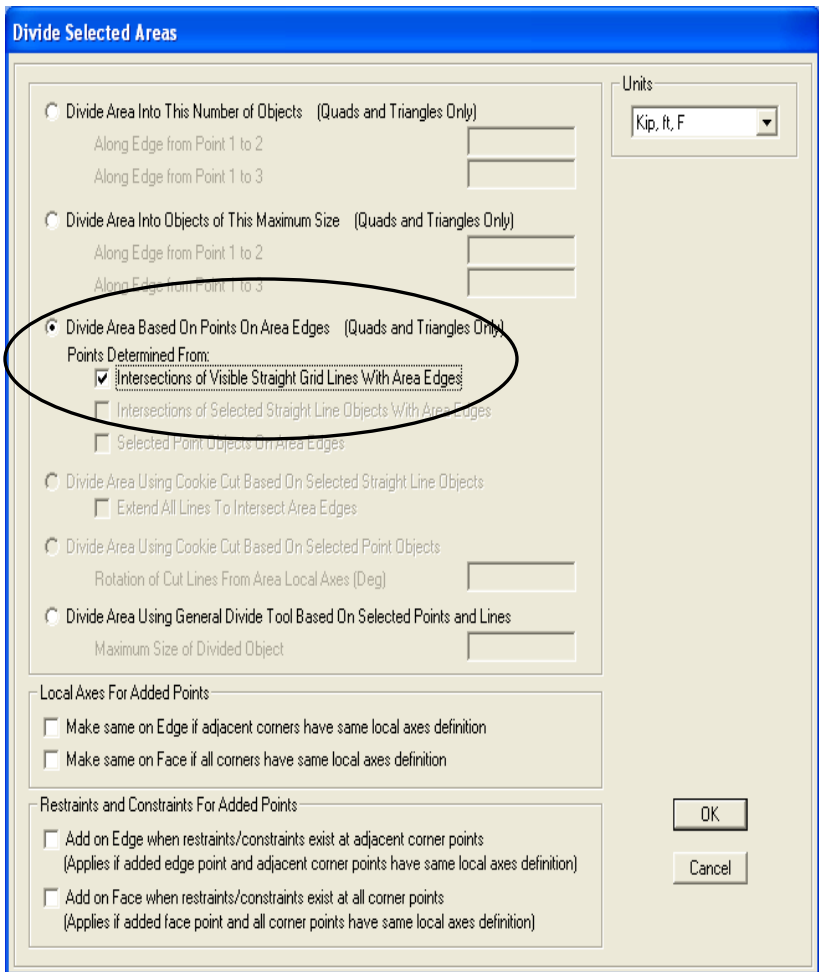 Divide Selected Areas
Units
Kip, ft, F
Divide Area Into This Number of Objects (Quads and Triangles Only)
Along Edge from Point 1 to 2
Along Edge from Point 1 to 3
Divide Area Into Objects of This Maximum Size (Quads and Triangles Only)
Along Edge from Point 1 to 2
Along Edge from Point 1 to 3
Divide Area Based On Points On Area Edges (Quads and Triangles Only)
Points Determined From:
Intersections of Visible Straight Grid Lines With Area Edges
Intersections of Selected Straight Line Objects With Area Edges
Selected Point Objects On Area Edges
Divide Area Using Cookie Cut Based On Selected Straight Line Objects
Extend All Lines To Intersect Area Edges
Divide Area Using Cookie Cut Based On Selected Point Objects
Rotation of Cut Lines From Area Local Axes (Deg)
Divide Area Using General Divide Tool Based On Selected Points and Lines
Maximum Size of Divided Object
Local Axes For Added Points
Make same on Edge if adjacent corners have same local axes definition
Make same on Face if all corners have same local axes definition
Restraints and Constraints For Added Points
Add on Edge when restraints/constraints exist at adjacent corner points
(Applies if added edge point and adjacent corner points have same local axes definition)
Add on Face when restraints/constraints exist at all corner points
(Applies if added face point and all corner points have same local axes definition)
OK
Cancel